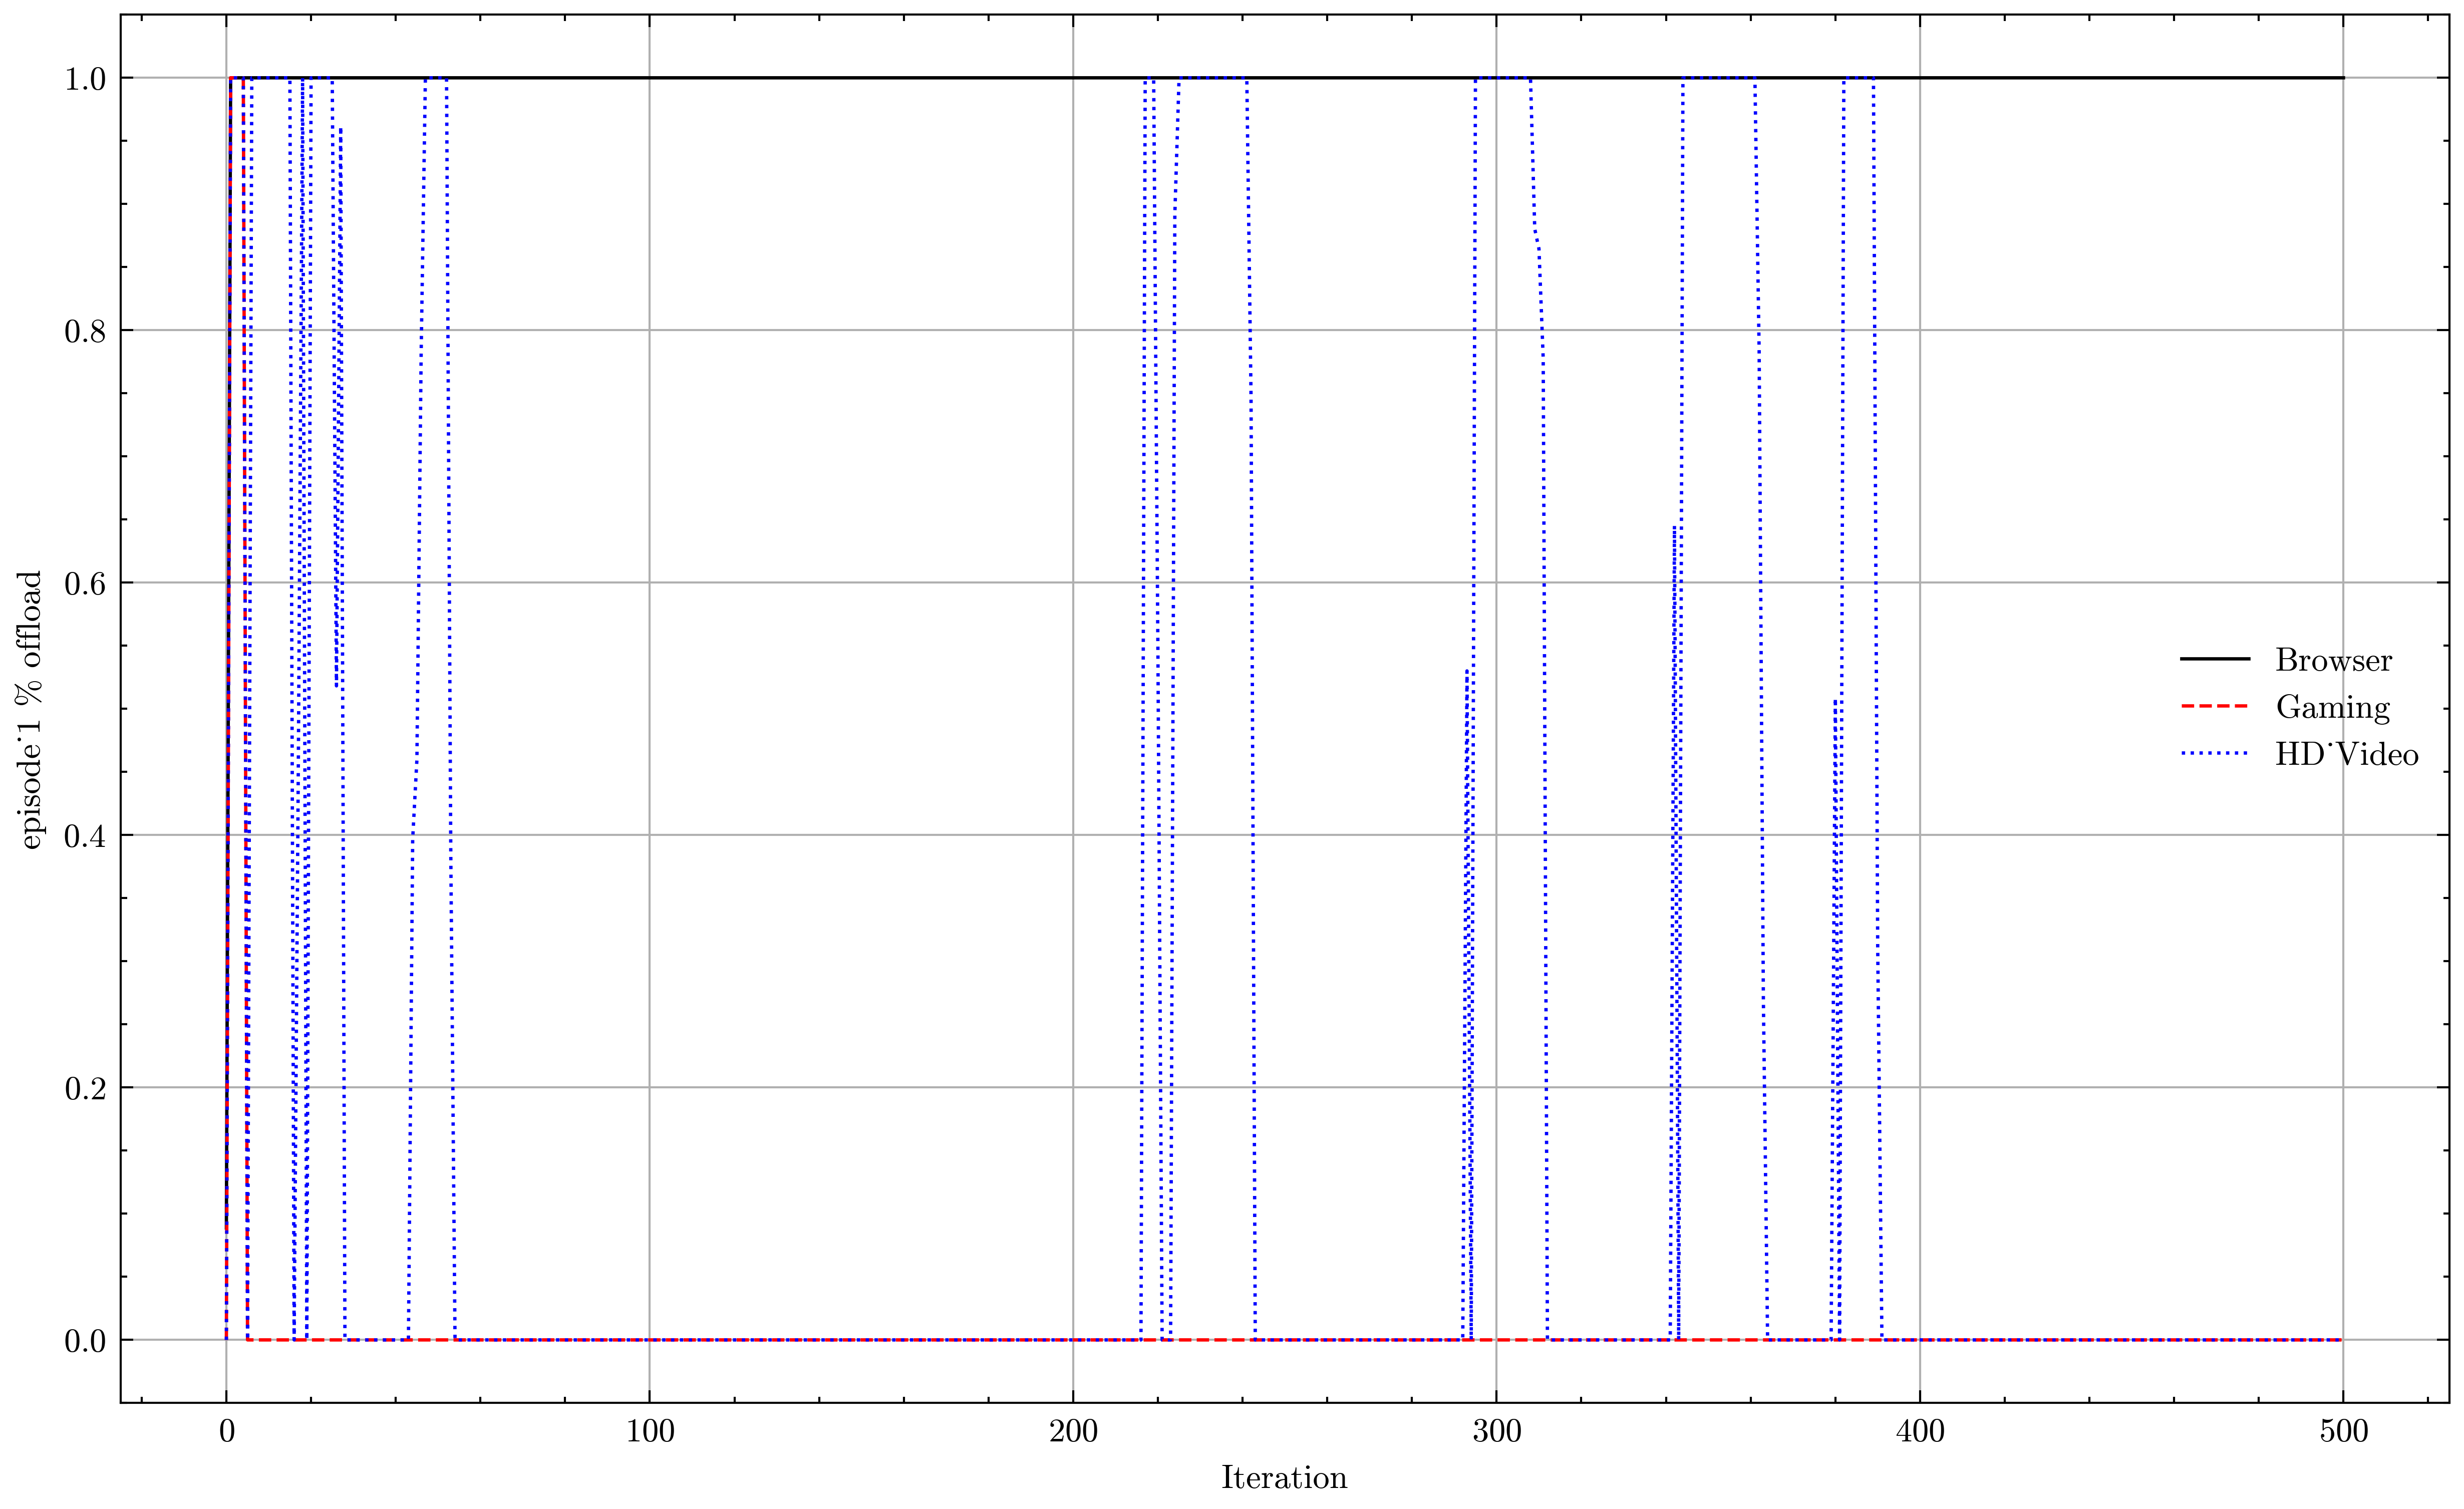 1.0
0.8
0.6
0.4
0.2
0.0
episode˙1 % offload
Browser
Gaming
HD˙Video
0 100 200 300 400 500
Iteration